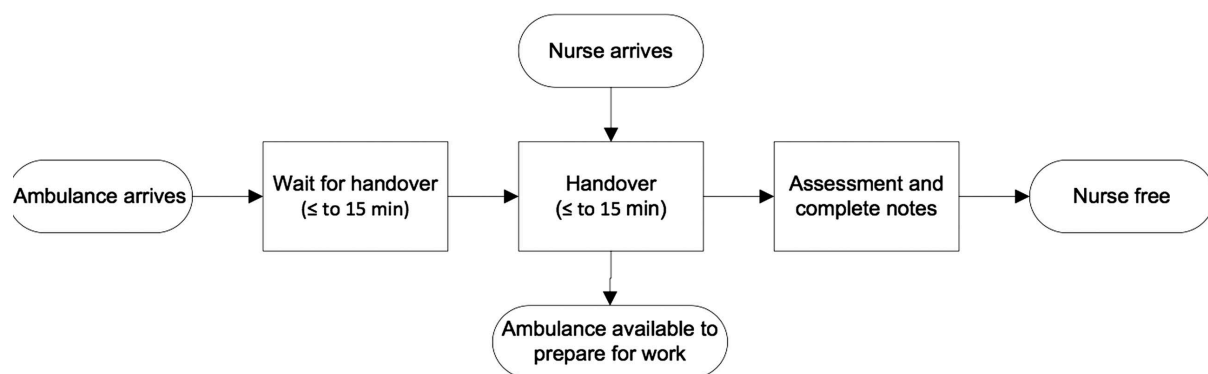 Nurse arrives
Ambulance arrives
Wait for handover
(≤ to 15 min)
Handover
(≤ to 15 min)
Assessment and
complete notes
Nurse free
Ambulance available to
prepare for work